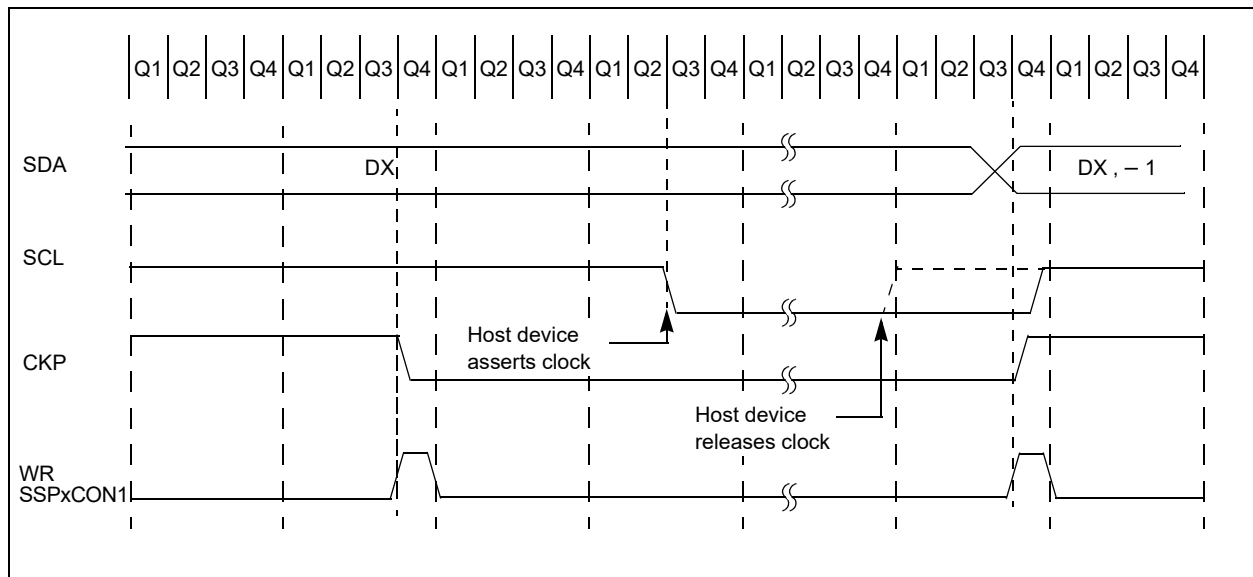 Q1 Q2 Q3 Q4 Q1 Q2 Q3 Q4 Q1 Q2 Q3 Q4 Q1 Q2 Q3 Q4 Q1 Q2 Q3 Q4 Q1 Q2 Q3 Q4 Q1 Q2 Q3 Q4
SDA
DX
DX , – 1
SCL
Host device
asserts clock
CKP
Host device
releases clock
WR
SSPxCON1